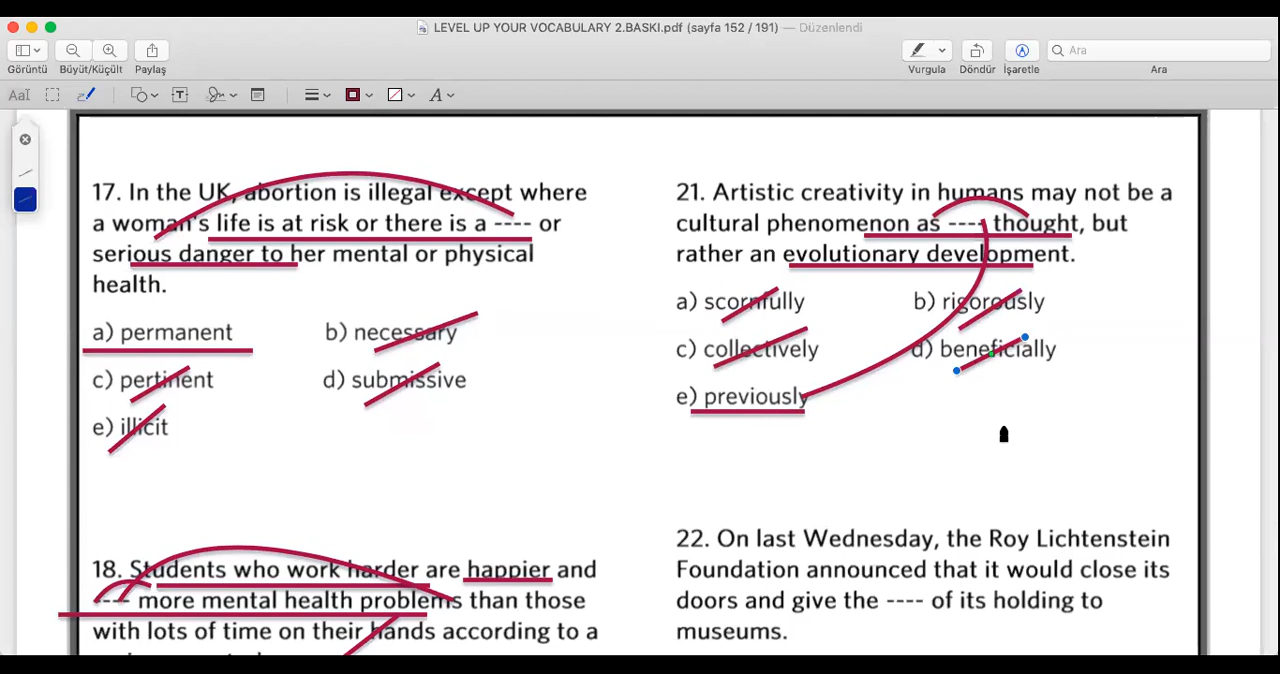 LEVEL UP YOUR VOCABULARY 2.BASKI.pdf (sayfa 152 / 191) — Düzenlendi
Ara
Görüntü Büyüt/Küçült Paylaş Vurgula Döndür İşaretle Ara
AaI T A
17. In the UK, abortion is illegal except where
a woman's life is at risk or there is a ---- or
serious danger to her mental or physical
health.
a) permanent b) necessary
c) pertinent d) submissive
e) illicit
18. Students who work harder are happier and
---- more mental health problems than those
with lots of time on their hands according to a
21. Artistic creativity in humans may not be a
cultural phenomenon as ---- thought, but
rather an evolutionary development.
a) scornfully b) rigorously
c) collectively d) beneficially
e) previously
22. On last Wednesday, the Roy Lichtenstein
Foundation announced that it would close its
doors and give the ---- of its holding to
museums.